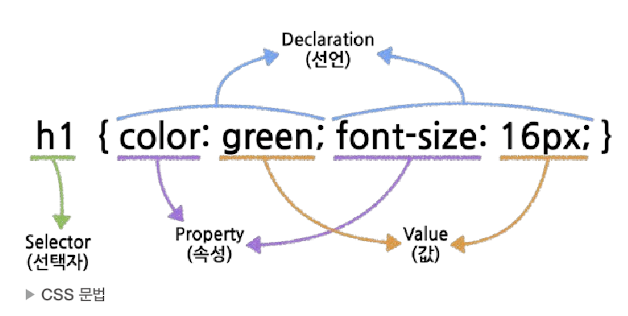 Declaration
(선언)
h1 { color: green; font-size: 16px; }
Selector
(선택자)
Property
(속성)
Value
(값)
▶ CSS 문법